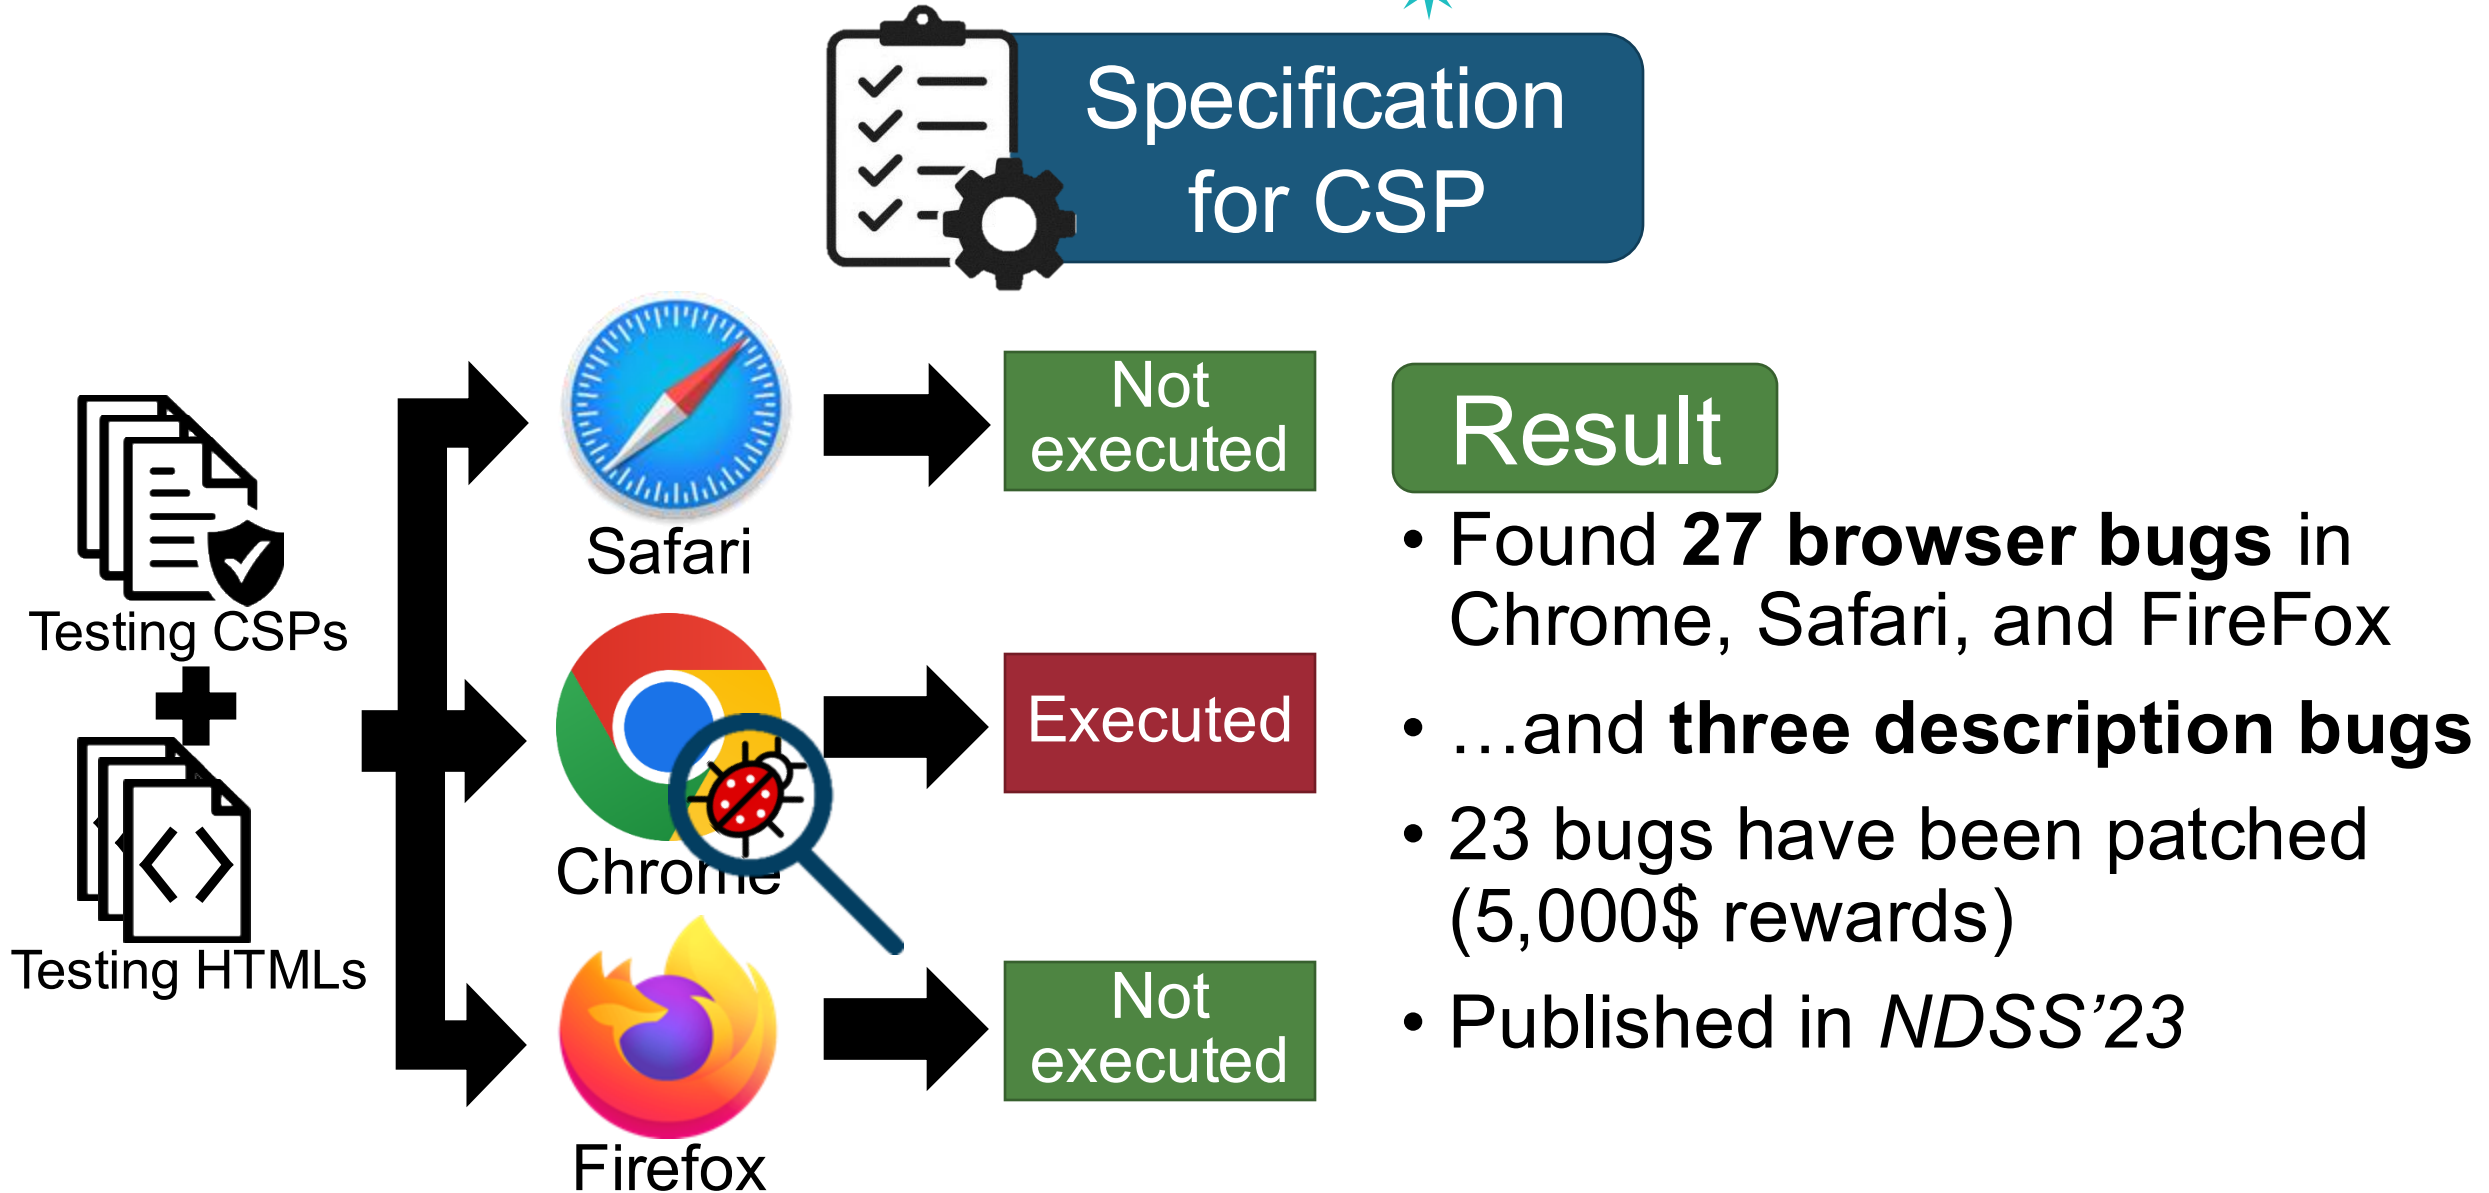 Specification
for CSP
Testing CSPs
Testing HTMLs
Safari
Chrome
Firefox
Not
executed
Executed
Not
executed
Result
• Found 27 browser bugs in
Chrome, Safari, and FireFox
• …and three description bugs
• 23 bugs have been patched
(5,000$ rewards)
• Published in NDSS’23